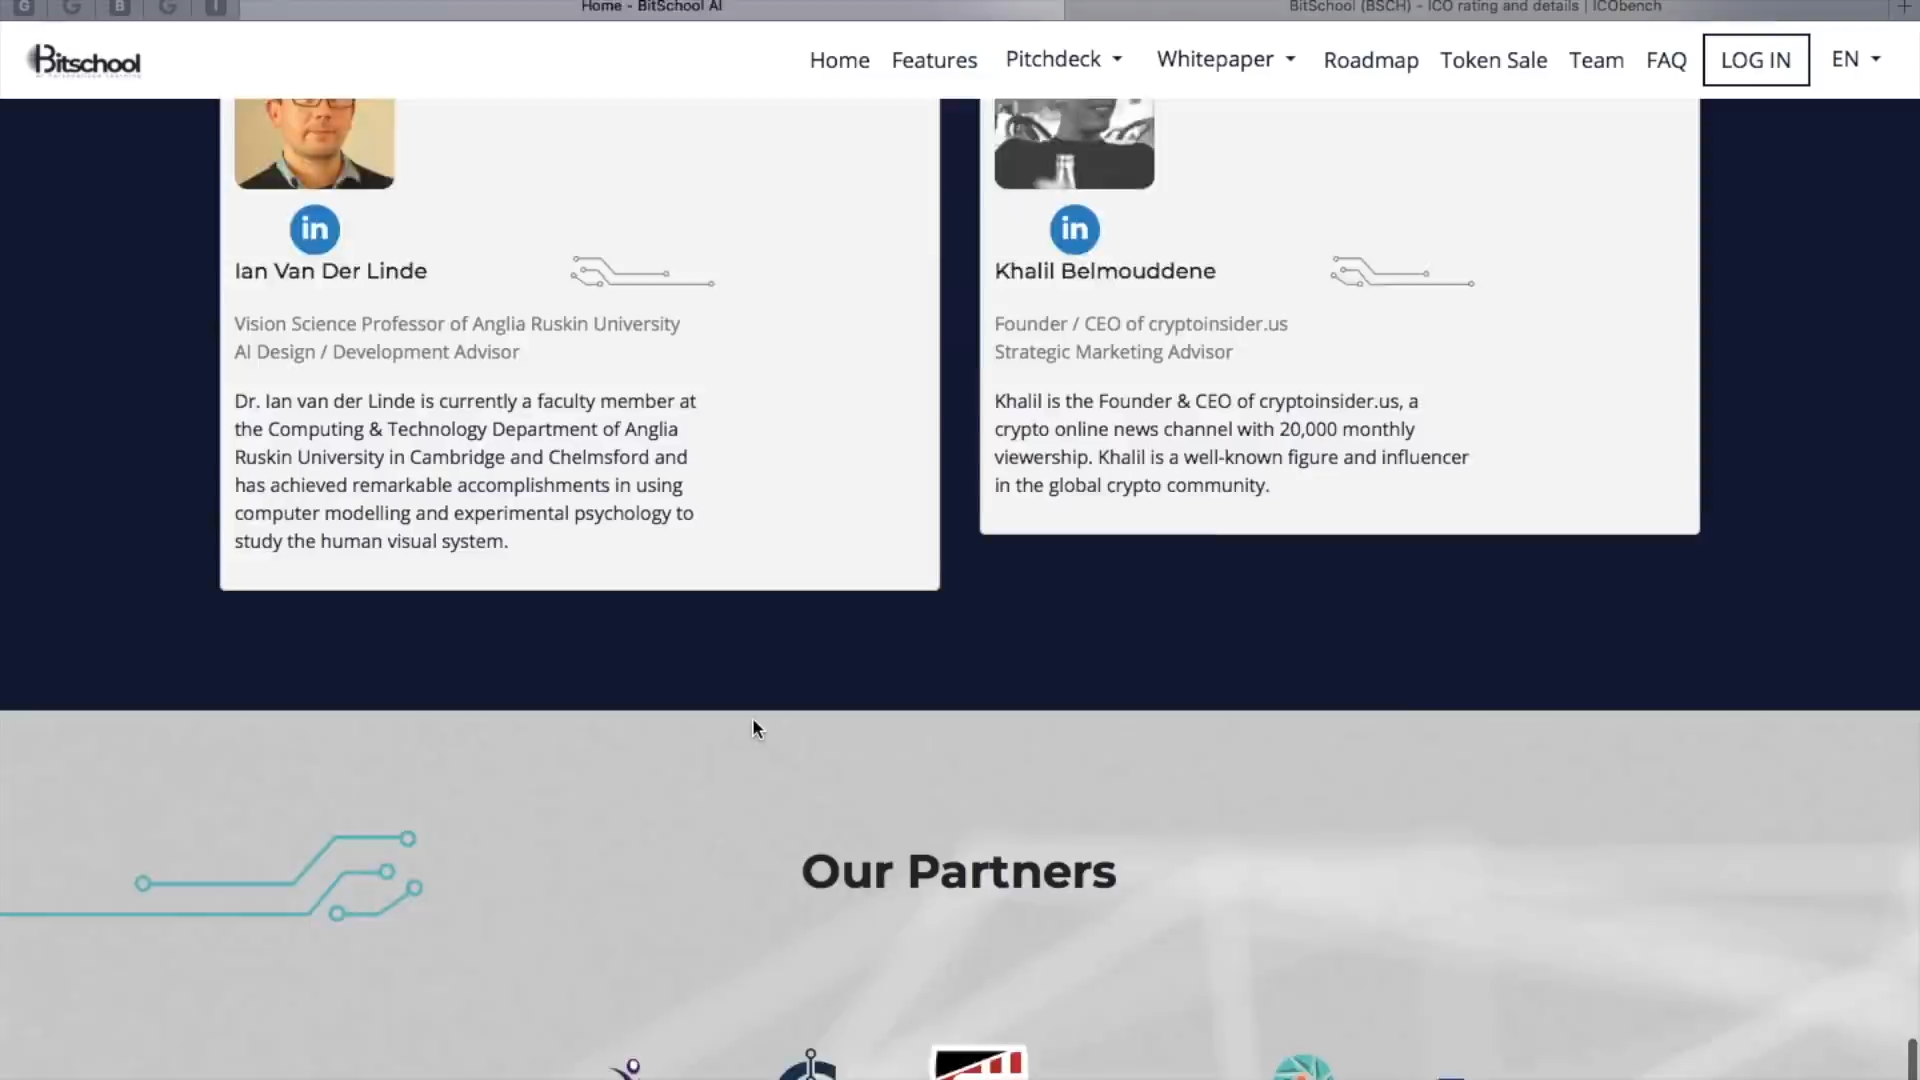 Home - BitSchool AI
BitSchool (BSCH) - ICO rating and details | ICObench
G G B G I
Bitschool
Home Features Pitchdeck Whitepaper Roadmap Token Sale Team FAQ LOG IN EN
in
Ian Van Der Linde
Vision Science Professor of Anglia Ruskin University
AI Design / Development Advisor
Dr. Ian van der Linde is currently a faculty member at
the Computing & Technology Department of Anglia
Ruskin University in Cambridge and Chelmsford and
has achieved remarkable accomplishments in using
computer modelling and experimental psychology to
study the human visual system.
in
Khalil Belmouddene
Founder / CEO of cryptoinsider.us
Strategic Marketing Advisor
Khalil is the Founder & CEO of cryptoinsider.us, a
crypto online news channel with 20,000 monthly
viewership. Khalil is a well-known figure and influencer
in the global crypto community.
Our Partners